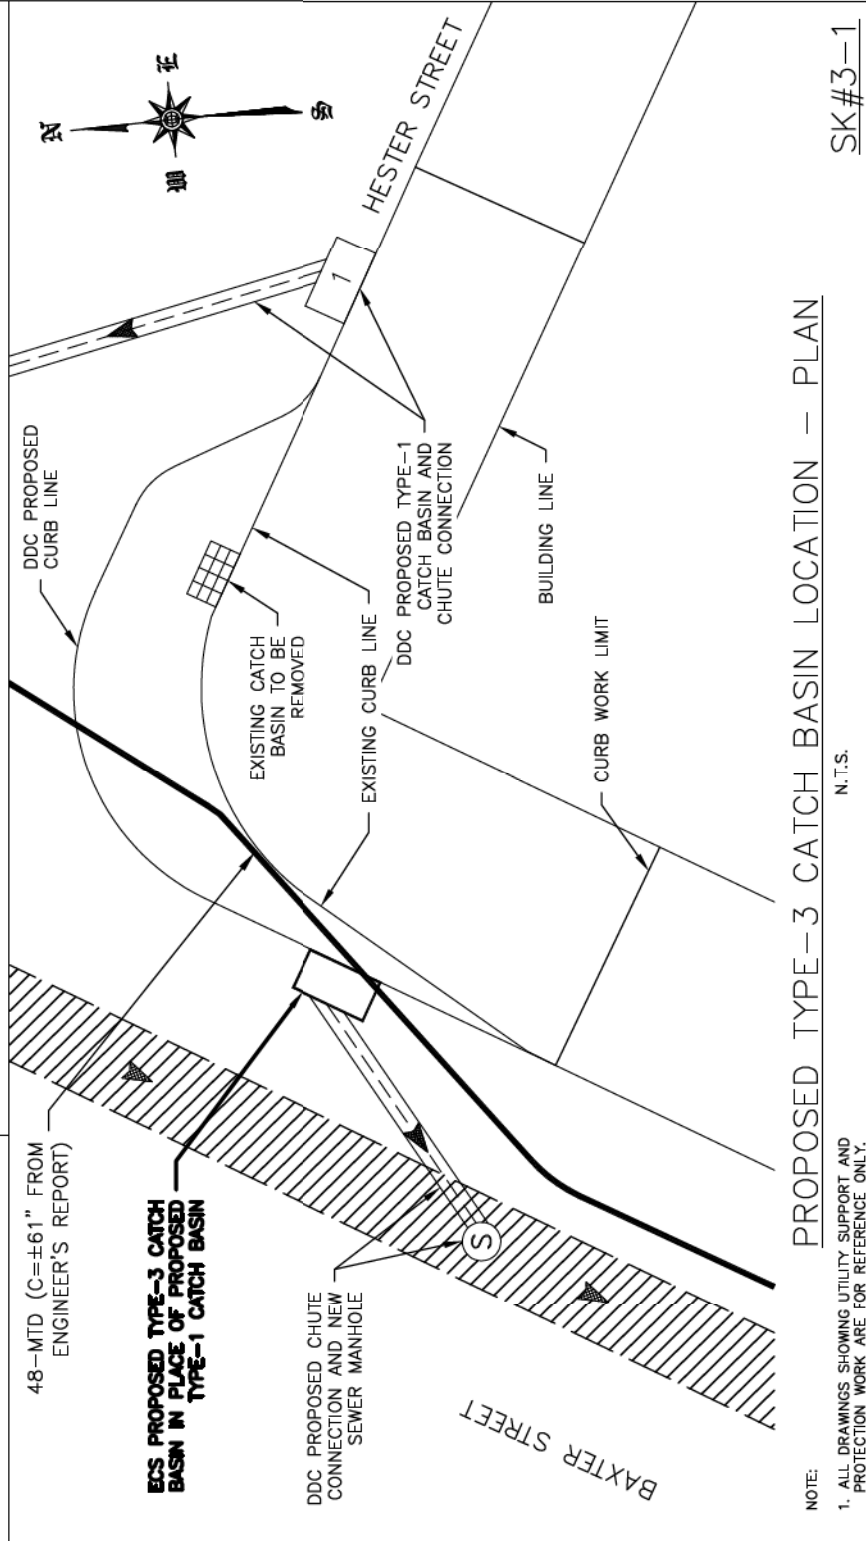 48-MTD (C=±61" FROM
ENGINEER'S REPORT)
ECS PROPOSED TYPE-3 CATCH
BASIN IN PLACE OF PROPOSED
TYPE-1 CATCH BASIN
DDC PROPOSED CHUTE
CONNECTION AND NEW
SEWER MANHOLE
S
BAXTER STREET
DDC PROPOSED
CURB LINE
EXISTING CATCH
BASIN TO BE
REMOVED
EXISTING CURB LINE
DDC PROPOSED TYPE-1
CATCH BASIN AND
CHUTE CONNECTION
BUILDING LINE
CURB WORK LIMIT
1
HESTER STREET
N
E
W
S
PROPOSED TYPE-3 CATCH BASIN LOCATION - PLAN
N.T.S.
SK#3-1
NOTE:
1. ALL DRAWINGS SHOWING UTILITY SUPPORT AND
PROTECTION WORK ARE FOR REFERENCE ONLY.